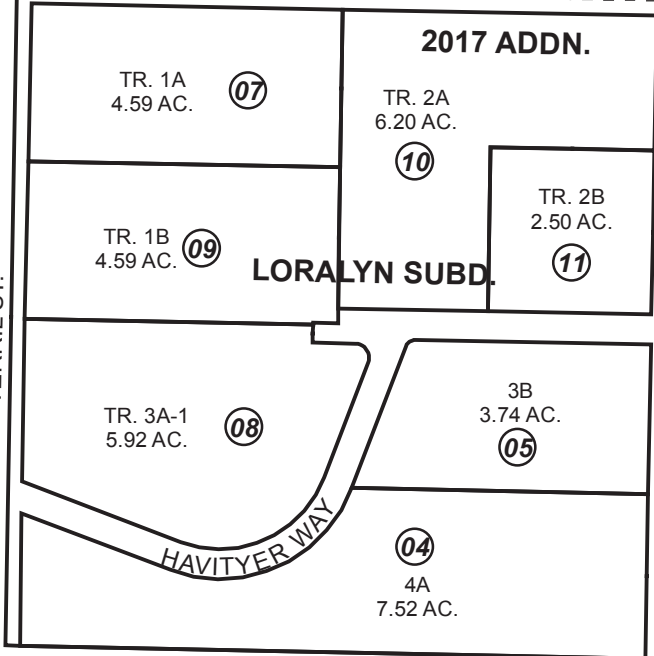 2017 ADDN.
TR. 1A
4.59 AC.
07
TR. 2A
6.20 AC.
10
TR. 2B
2.50 AC.
11
TR. 1B
4.59 AC.
09
LORALYN SUBD.
TR. 3A-1
5.92 AC.
08
3B
3.74 AC.
05
HAVITYER WAY
04
4A
7.52 AC.